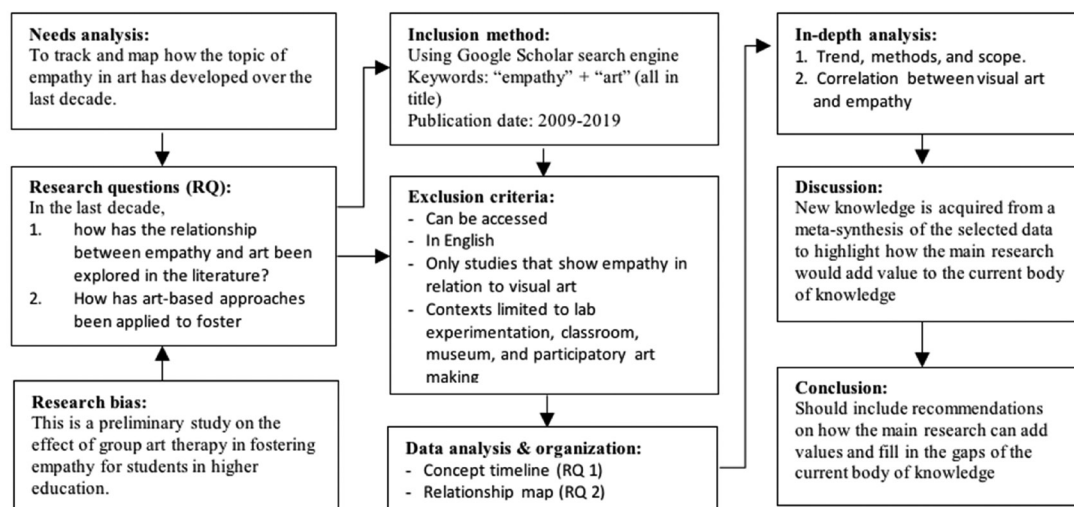 Needs analysis:
To track and map how the topic of
empathy in art has developed over the
last decade.
Research questions (RQ):
In the last decade,
1. how has the relationship
between empathy and art been
explored in the literature?
2. How has art-based approaches
been applied to foster
Research bias:
This is a preliminary study on the
effect of group art therapy in fostering
empathy for students in higher
education.
Inclusion method:
Using Google Scholar search engine
Keywords: “empathy” + “art” (all in
title)
Publication date: 2009-2019
Exclusion criteria:
- Can be accessed
- In English
- Only studies that show empathy in
relation to visual art
- Contexts limited to lab
experimentation, classroom,
museum, and participatory art
making
Data analysis & organization:
- Concept timeline (RQ 1)
- Relationship map (RQ 2)
In-depth analysis:
1. Trend, methods, and scope.
2. Correlation between visual art
and empathy
Discussion:
New knowledge is acquired from a
meta-synthesis of the selected data
to highlight how the main research
would add value to the current body
of knowledge
Conclusion:
Should include recommendations
on how the main research can add
values and fill in the gaps of the
current body of knowledge